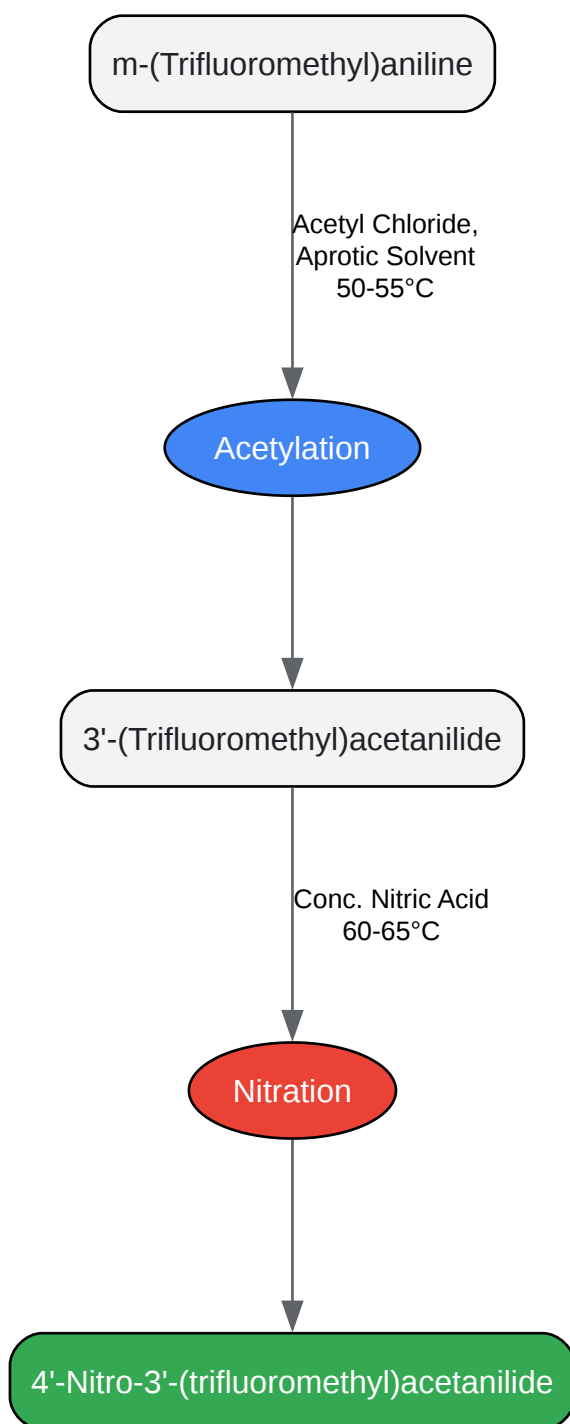 m-(Trifluoromethyl)aniline
Acetyl Chloride,
Aprotic Solvent
50-55°C
Acetylation
3'-(Trifluoromethyl)acetanilide
Conc. Nitric Acid
60-65°C
Nitration
4'-Nitro-3'-(trifluoromethyl)acetanilide